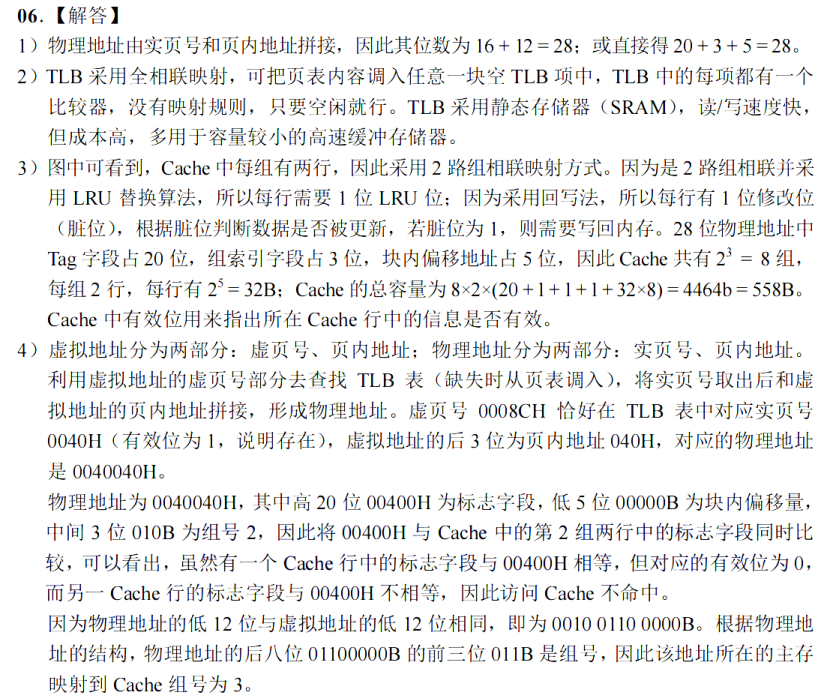 06.【解答】
1）物理地址由实页号和页内地址拼接，因此其位数为 16 + 12 = 28；或直接得 20 + 3 + 5 = 28。
2）TLB 采用全相联映射，可把页表内容调入任意一块空 TLB 项中，TLB 中的每项都有一个
比较器，没有映射规则，只要空闲就行。TLB 采用静态存储器（SRAM），读/写速度快，
但成本高，多用于容量较小的高速缓冲存储器。
3）图中可看到，Cache 中每组有两行，因此采用 2 路组相联映射方式。因为是 2 路组相联并采
用 LRU 替换算法，所以每行需要 1 位 LRU 位；因为采用回写法，所以每行有 1 位修改位
（脏位），根据脏位判断数据是否被更新，若脏位为 1，则需要写回内存。28 位物理地址中
Tag 字段占 20 位，组索引字段占 3 位，块内偏移地址占 5 位，因此 Cache 共有 2³ = 8 组，
每组 2 行，每行有 2⁵ = 32B；Cache 的总容量为 8×2×(20 + 1 + 1 + 1 + 32×8) = 4464b = 558B。
Cache 中有效位用来指出所在 Cache 行中的信息是否有效。
4）虚拟地址分为两部分：虚页号、页内地址；物理地址分为两部分：实页号、页内地址。
利用虚拟地址的虚页号部分去查找 TLB 表（缺失时从页表调入），将实页号取出后和虚
拟地址的页内地址拼接，形成物理地址。虚页号 0008CH 恰好在 TLB 表中对应实页号
0040H（有效位为 1，说明存在），虚拟地址的后 3 位为页内地址 040H，对应的物理地址
是 0040040H。
物理地址为 0040040H，其中高 20 位 00400H 为标志字段，低 5 位 00000B 为块内偏移量，
中间 3 位 010B 为组号 2，因此将 00400H 与 Cache 中的第 2 组两行中的标志字段同时比
较，可以看出，虽然有一个 Cache 行中的标志字段与 00400H 相等，但对应的有效位为 0，
而另一 Cache 行的标志字段与 00400H 不相等，因此访问 Cache 不命中。
因为物理地址的低 12 位与虚拟地址的低 12 位相同，即为 0010 0110 0000B。根据物理地
址的结构，物理地址的后八位 01100000B 的前三位 011B 是组号，因此该地址所在的主存
映射到 Cache 组号为 3。